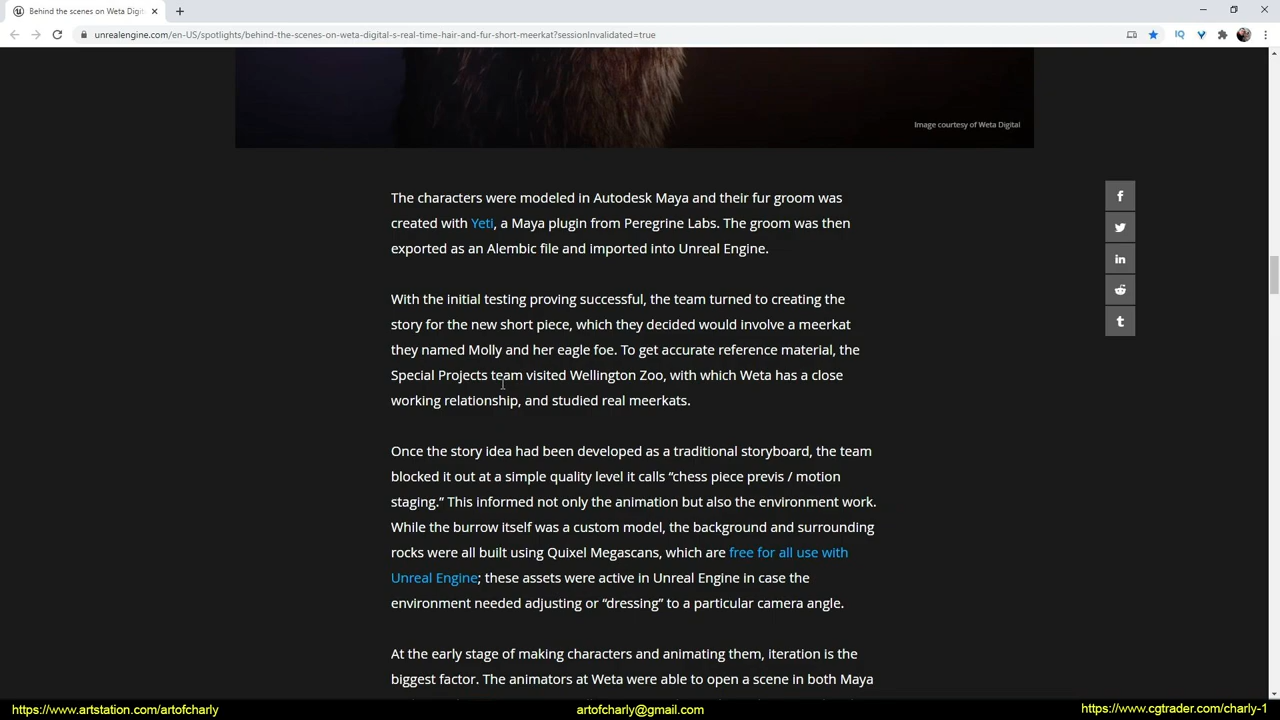 Behind the scenes on Weta Digit
unrealengine.com/en-US/spotlights/behind-the-scenes-on-weta-digital-s-real-time-hair-and-fur-short-meerkat?sessionInvalidated=true
IQ
Image courtesy of Weta Digital
The characters were modeled in Autodesk Maya and their fur groom was
created with Yeti, a Maya plugin from Peregrine Labs. The groom was then
exported as an Alembic file and imported into Unreal Engine.
With the initial testing proving successful, the team turned to creating the
story for the new short piece, which they decided would involve a meerkat
they named Molly and her eagle foe. To get accurate reference material, the
Special Projects team visited Wellington Zoo, with which Weta has a close
working relationship, and studied real meerkats.
Once the story idea had been developed as a traditional storyboard, the team
blocked it out at a simple quality level it calls “chess piece previs / motion
staging.” This informed not only the animation but also the environment work.
While the burrow itself was a custom model, the background and surrounding
rocks were all built using Quixel Megascans, which are free for all use with
Unreal Engine; these assets were active in Unreal Engine in case the
environment needed adjusting or “dressing” to a particular camera angle.
At the early stage of making characters and animating them, iteration is the
biggest factor. The animators at Weta were able to open a scene in both Maya
https://www.artstation.com/artofcharly
artofcharly@gmail.com
https://www.cgtrader.com/charly-1